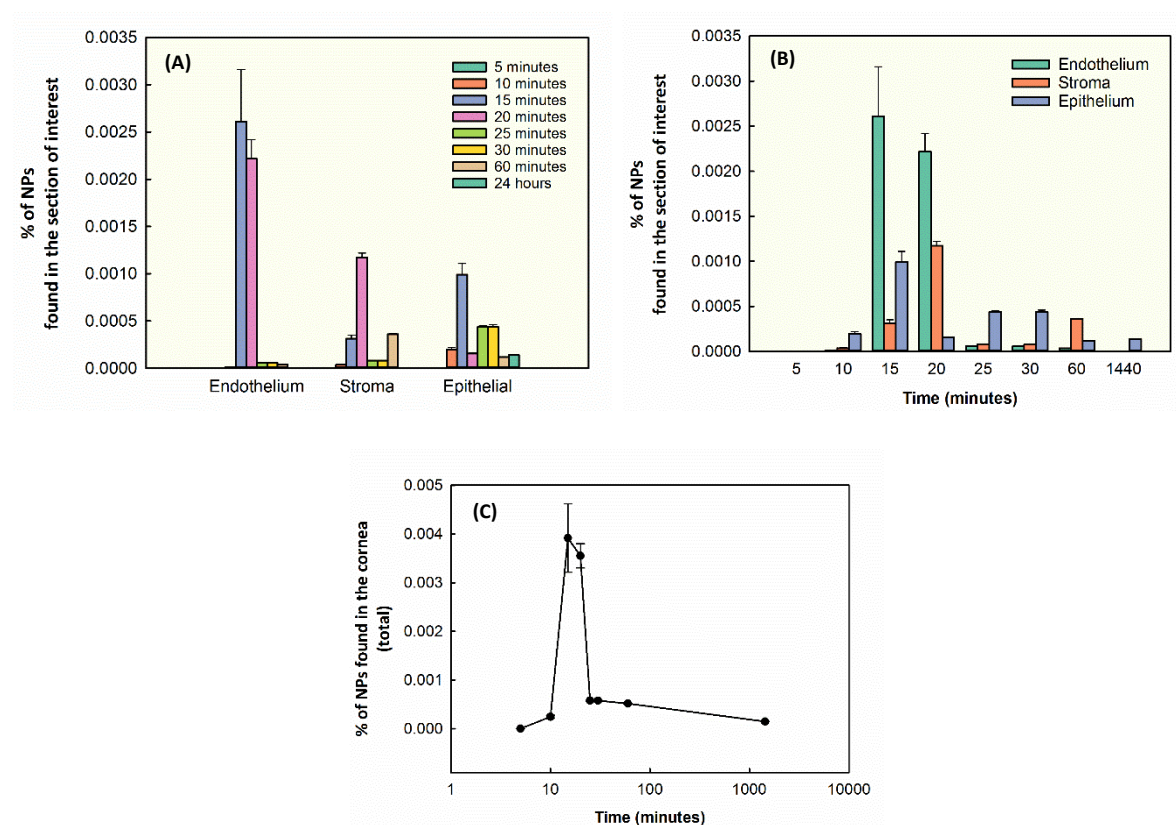 (A)
% of NPs
found in the section of interest
0.0035
0.0030
0.0025
0.0020
0.0015
0.0010
0.0005
0.0000
5 minutes
10 minutes
15 minutes
20 minutes
25 minutes
30 minutes
60 minutes
24 hours
Endothelium Stroma Epithelial
(B)
% of NPs
found in the section of interest
0.0035
0.0030
0.0025
0.0020
0.0015
0.0010
0.0005
0.0000
Endothelium
Stroma
Epithelium
5 10 15 20 25 30 60 1440
Time (minutes)
(C)
% of NPs found in the cornea
(total)
0.005
0.004
0.003
0.002
0.001
0.000
1 10 100 1000 10000
Time (minutes)